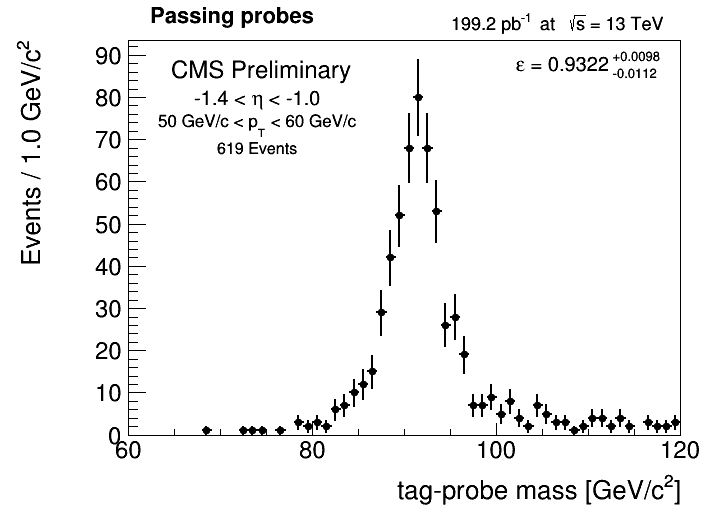 Passing probes
199.2 pb⁻¹ at √s = 13 TeV
CMS Preliminary
ε = 0.9322 +0.0098 -0.0112
-1.4 < η < -1.0
50 GeV/c < p_T < 60 GeV/c
619 Events
Events / 1.0 GeV/c²
90
80
70
60
50
40
30
20
10
0
60 80 100 120
tag-probe mass [GeV/c²]